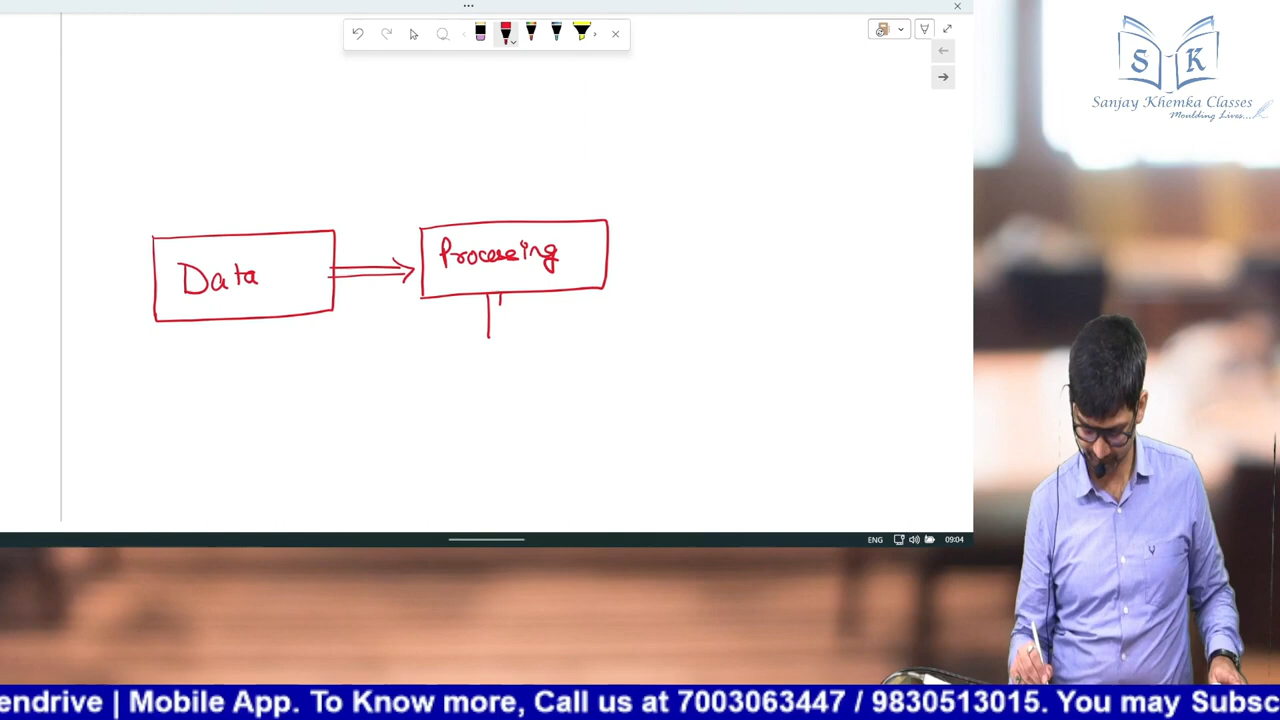 S K
Sanjay Khemka Classes
Moulding Lives...
Data
Processing
ENG 09:04
endrive | Mobile App. To Know more, Call us at 7003063447 / 9830513015. You may Subsc